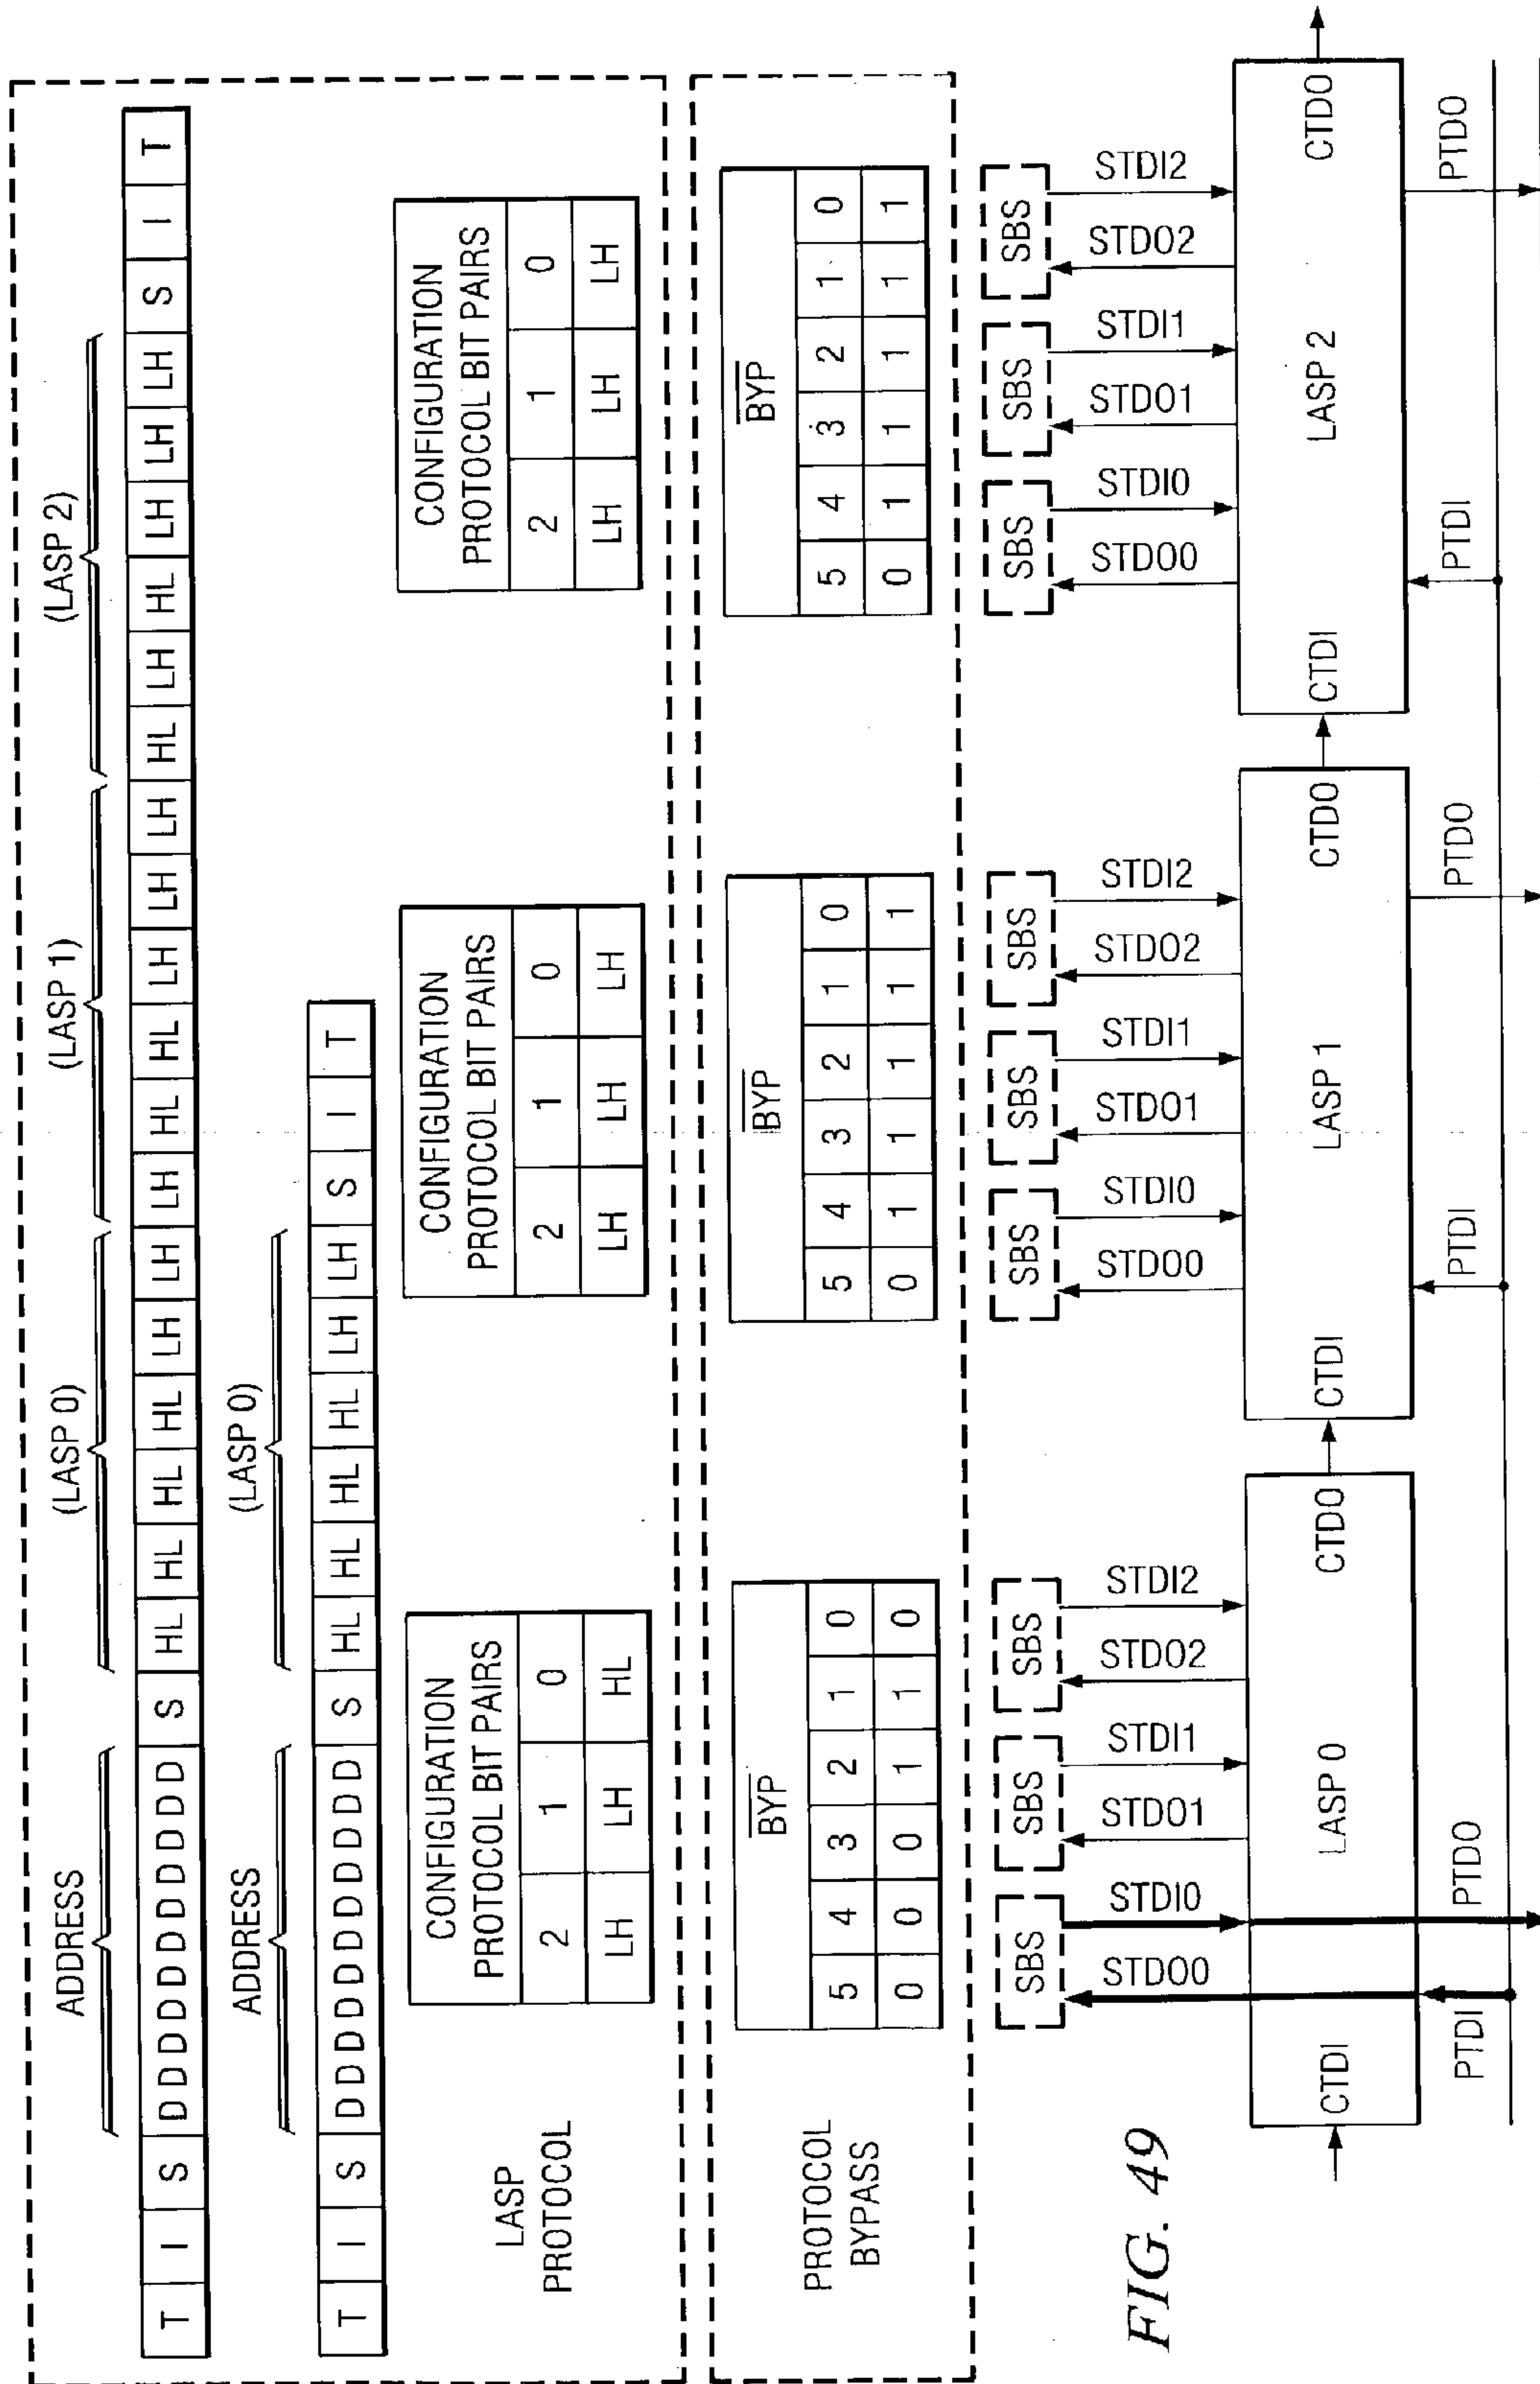 ADDRESS (LASP 0) (LASP 1) (LASP 2)
T I S D D D D D D D D D D S HL HL HL HL LH LH LH HL HL LH LH LH HL LH HL LH LH LH S I T
ADDRESS (LASP 0)
T I S D D D D D D D D D D S HL HL HL HL LH LH S I T
LASP
PROTOCOL
CONFIGURATION
PROTOCOL BIT PAIRS
2 1 0
LH LH HL
CONFIGURATION
PROTOCOL BIT PAIRS
2 1 0
LH LH LH
CONFIGURATION
PROTOCOL BIT PAIRS
2 1 0
LH LH LH
PROTOCOL
BYPASS
BYP
5 4 3 2 1 0
0 0 0 1 1 0
BYP
5 4 3 2 1 0
0 1 1 1 1 1
BYP
5 4 3 2 1 0
0 1 1 1 1 1
SBS SBS SBS SBS SBS SBS SBS SBS SBS
STDO0 STDI0 STDO1 STDI1 STDO2 STDI2 STDO0 STDI0 STDO1 STDI1 STDO2 STDI2 STDO0 STDI0 STDO1 STDI1 STDO2 STDI2
CTDI LASP 0 CTDO CTDI LASP 1 CTDO CTDI LASP 2 CTDO
PTDI PTDO PTDI PTDO PTDI PTDO
FIG. 49